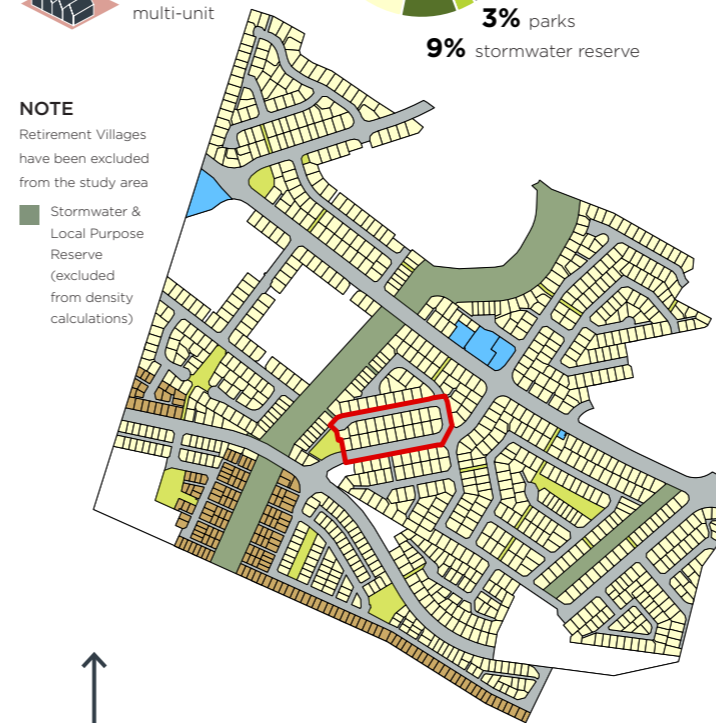 multi-unit
3% parks
9% stormwater reserve
NOTE
Retirement Villages
have been excluded
from the study area
Stormwater &
Local Purpose
Reserve
(excluded
from density
calculations)